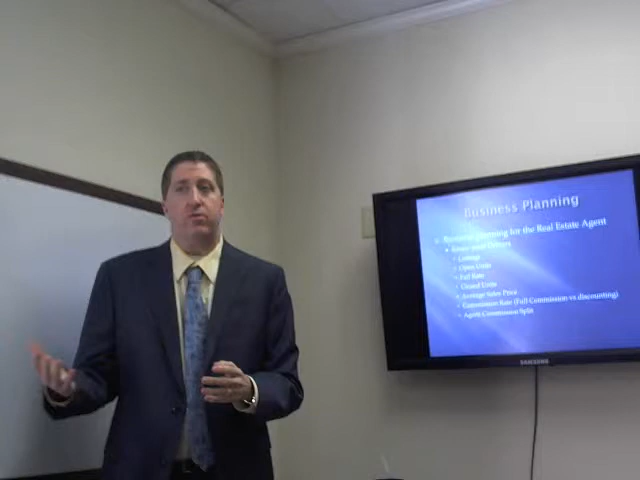 Business Planning
Business planning for the Real Estate Agent
Listings
Open Units
Fail Rate
Closed Units
Average Sales Price
Commission Rate (Full Commission vs discounting)
Agent Commission Split
SAMSUNG